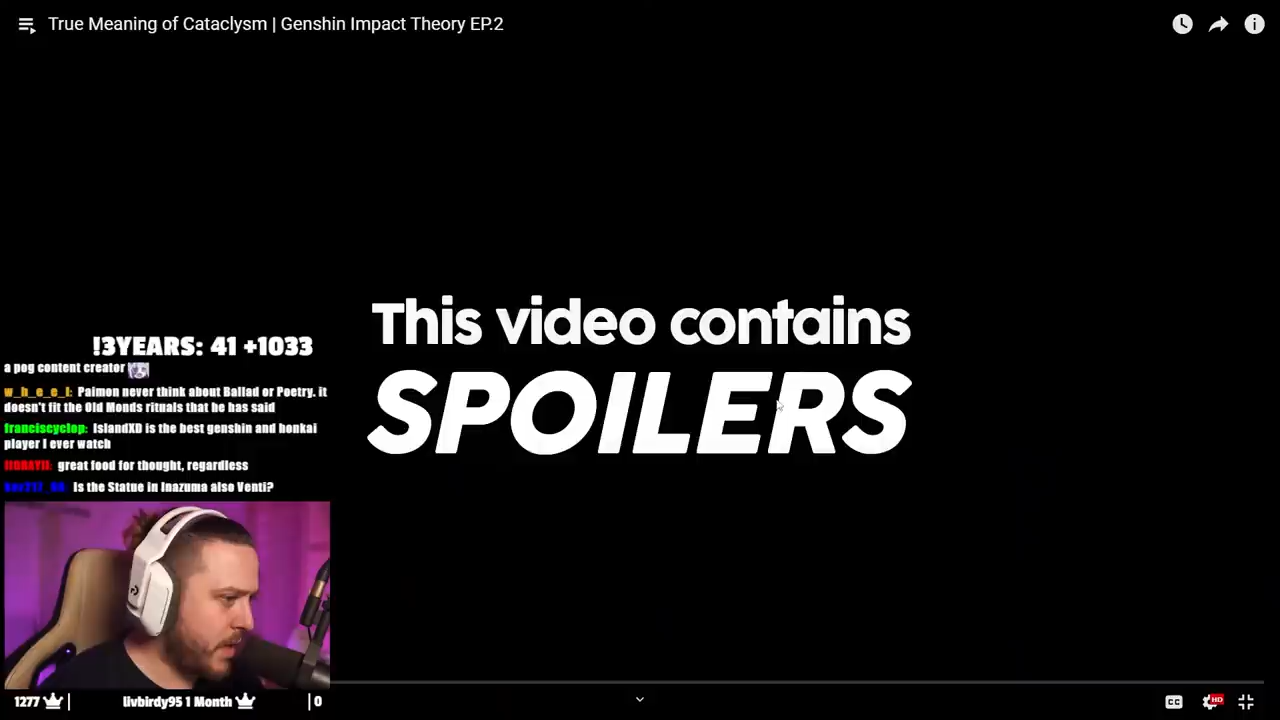 True Meaning of Cataclysm | Genshin Impact Theory EP.2
This video contains
SPOILERS
!3YEARS: 41 +1033
a pog content creator
w_h_e_e_l: Paimon never think about Ballad or Poetry. it
doesn't fit the Old Monds rituals that he has said
franciscyclop: IslandXD is the best genshin and honkai
player I ever watch
great food for thought, regardless
Is the Statue in Inazuma also Venti?
1277
livbirdy95 1 Month
0
CC
HD